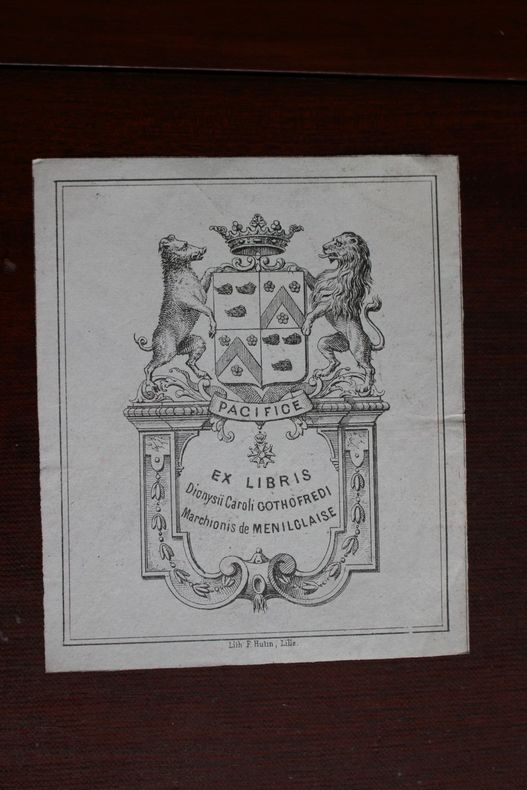 PACIFICE
EX LIBRIS
Dionysii Caroli GOTHOFREDI
Marchionis de MENILGLAISE
Lith F. Hutin, Lille.